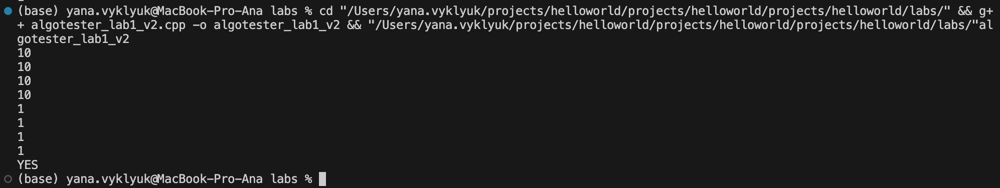 (base) yana.vyklyuk@MacBook-Pro-Ana labs % cd "/Users/yana.vyklyuk/projects/helloworld/projects/helloworld/projects/helloworld/labs/" && g+
+ algotester_lab1_v2.cpp -o algotester_lab1_v2 && "/Users/yana.vyklyuk/projects/helloworld/projects/helloworld/projects/helloworld/labs/"al
gotester_lab1_v2
10
10
10
10
1
1
1
1
YES
(base) yana.vyklyuk@MacBook-Pro-Ana labs %